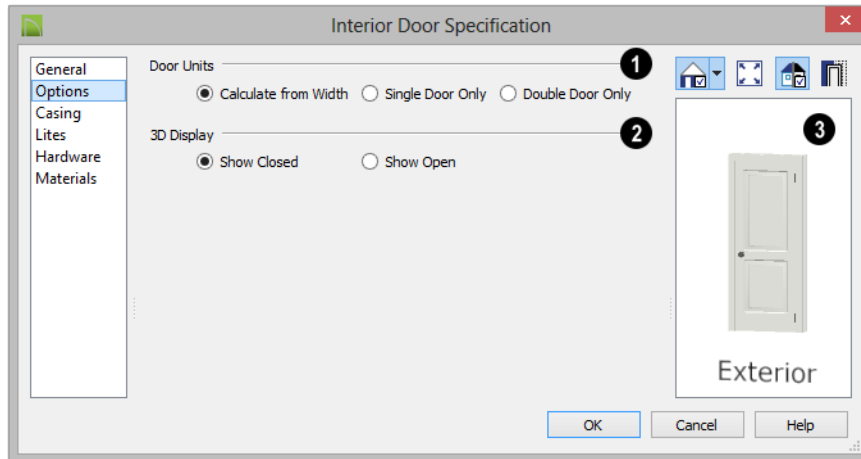 Interior Door Specification
General
Options
Casing
Lites
Hardware
Materials
Door Units 1
Calculate from Width Single Door Only Double Door Only
3D Display 2
Show Closed Show Open
3
Exterior
OK Cancel Help